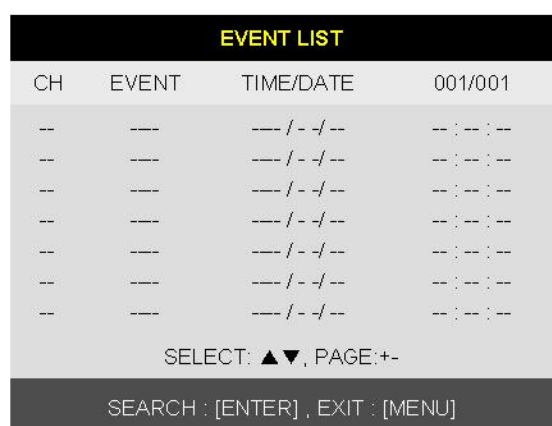 EVENT LIST
CH EVENT TIME/DATE 001/001
-- ---- ---- / - -/ -- -- : -- : --
-- ---- ---- / - -/ -- -- : -- : --
-- ---- ---- / - -/ -- -- : -- : --
-- ---- ---- / - -/ -- -- : -- : --
-- ---- ---- / - -/ -- -- : -- : --
-- ---- ---- / - -/ -- -- : -- : --
-- ---- ---- / - -/ -- -- : -- : --
SELECT: ▲▼, PAGE:+-
SEARCH : [ENTER] , EXIT : [MENU]